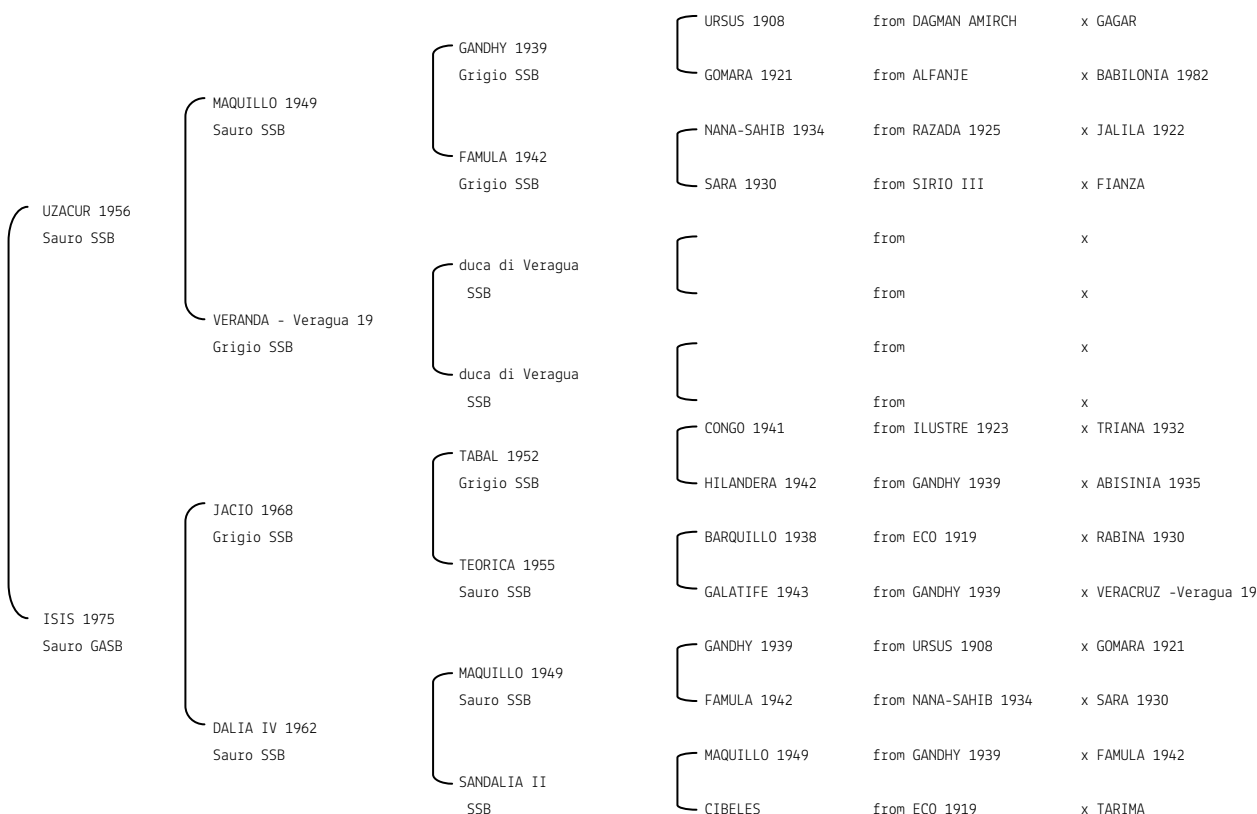 URSUS 1908 from DAGMAN AMIRCH x GAGAR
GANDHY 1939
Grigio SSB
GOMARA 1921 from ALFANJE x BABILONIA 1982
MAQUILLO 1949
Sauro SSB
NANA-SAHIB 1934 from RAZADA 1925 x JALILA 1922
FAMULA 1942
Grigio SSB
SARA 1930 from SIRIO III x FIANZA
UZACUR 1956
Sauro SSB
from x
duca di Veragua
SSB
from x
VERANDA - Veragua 19
Grigio SSB
from x
duca di Veragua
SSB
from x
CONGO 1941 from ILUSTRE 1923 x TRIANA 1932
TABAL 1952
Grigio SSB
HILANDERA 1942 from GANDHY 1939 x ABISINIA 1935
JACIO 1968
Grigio SSB
BARQUILLO 1938 from ECO 1919 x RABINA 1930
TEORICA 1955
Sauro SSB
GALATIFE 1943 from GANDHY 1939 x VERACRUZ -Veragua 19
ISIS 1975
Sauro GASB
GANDHY 1939 from URSUS 1908 x GOMARA 1921
MAQUILLO 1949
Sauro SSB
FAMULA 1942 from NANA-SAHIB 1934 x SARA 1930
DALIA IV 1962
Sauro SSB
MAQUILLO 1949 from GANDHY 1939 x FAMULA 1942
SANDALIA II
SSB
CIBELES from ECO 1919 x TARIMA